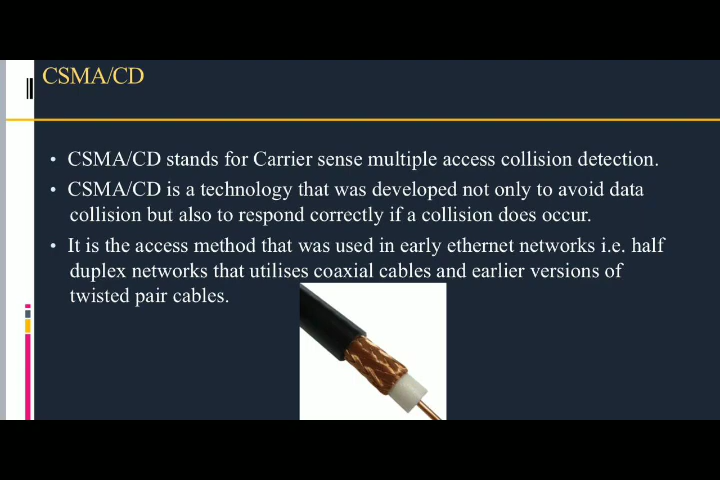 CSMA/CD
• CSMA/CD stands for Carrier sense multiple access collision detection.
• CSMA/CD is a technology that was developed not only to avoid data
collision but also to respond correctly if a collision does occur.
• It is the access method that was used in early ethernet networks i.e. half
duplex networks that utilises coaxial cables and earlier versions of
twisted pair cables.